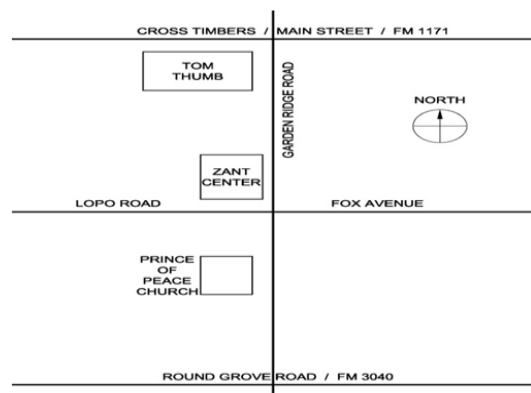 CROSS TIMBERS / MAIN STREET / FM 1171
TOM
THUMB
GARDEN RIDGE ROAD
NORTH
ZANT
CENTER
LOPO ROAD
FOX AVENUE
PRINCE
OF
PEACE
CHURCH
ROUND GROVE ROAD / FM 3040